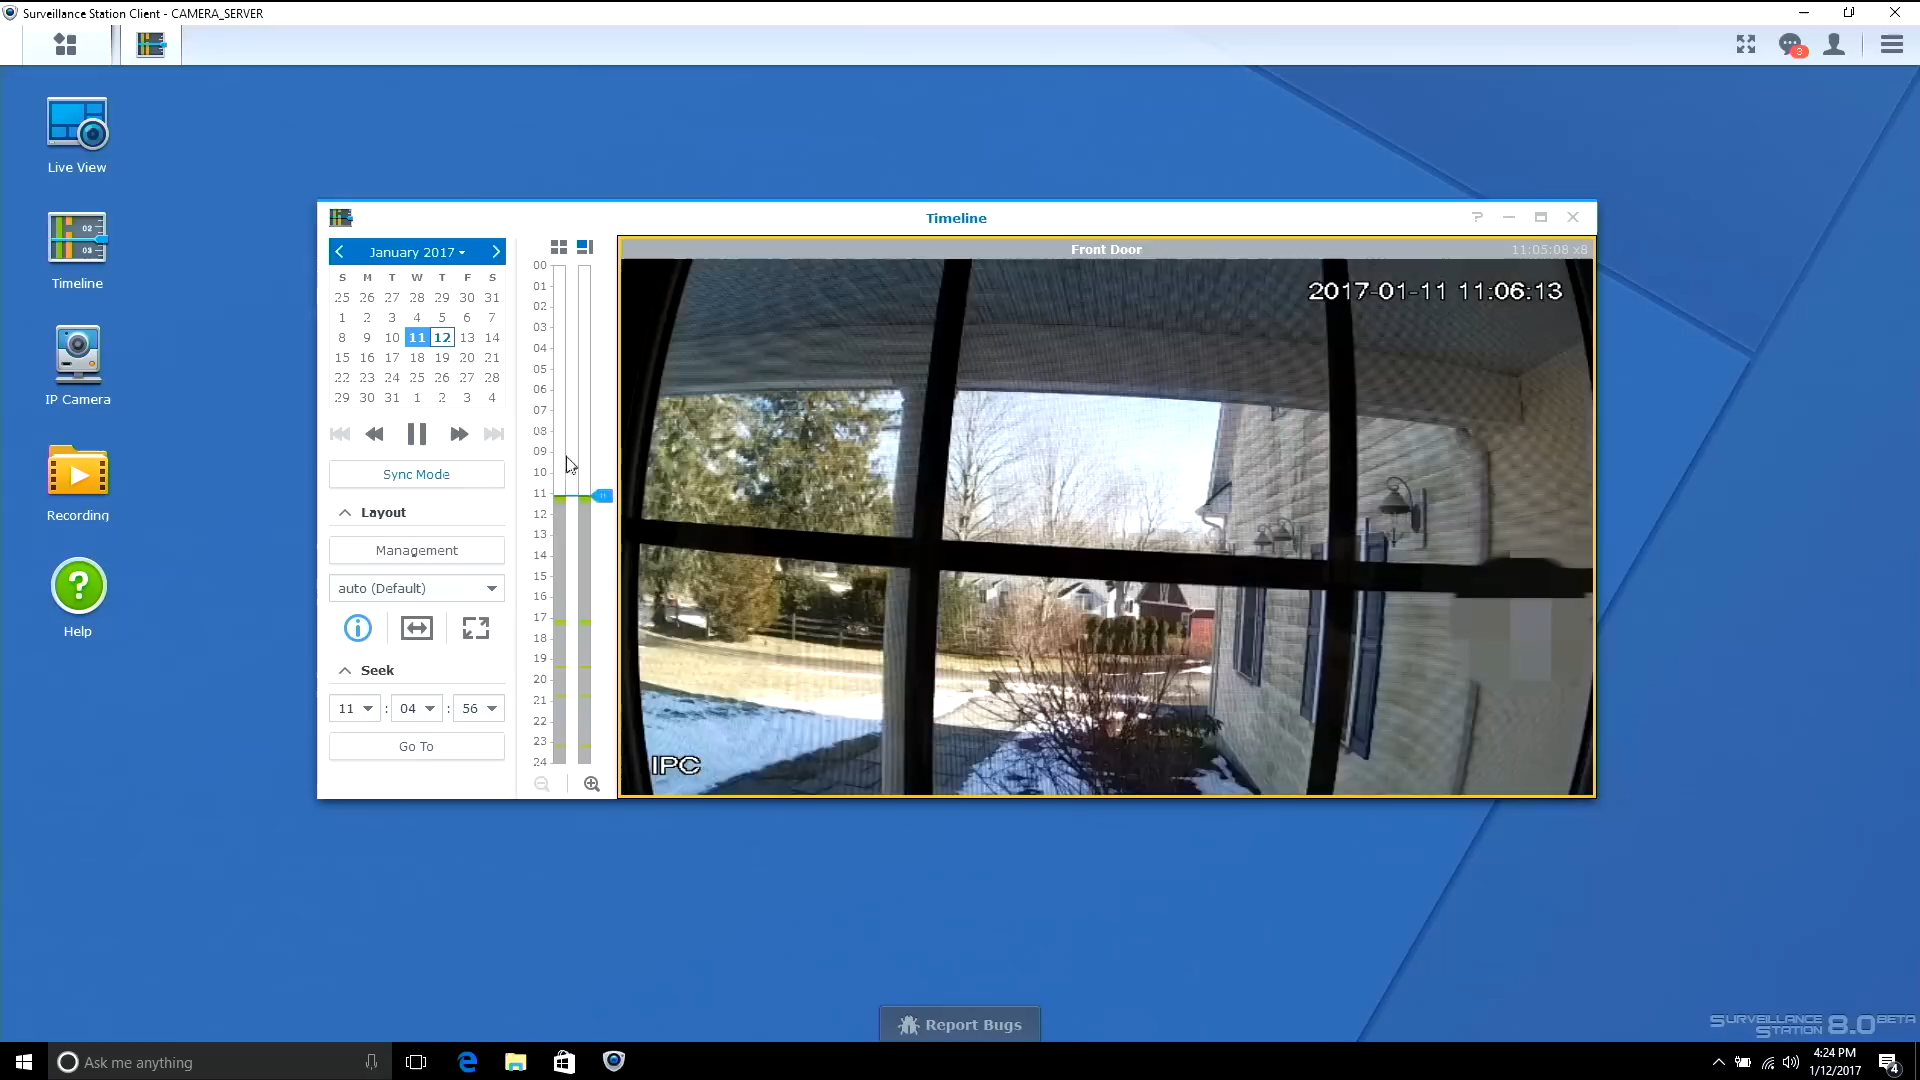 Surveillance Station Client - CAMERA_SERVER
3
Live View
02
03
Timeline
IP Camera
Recording
?
Help
Timeline
?
January 2017
S M T W T F S
25 26 27 28 29 30 31
1 2 3 4 5 6 7
8 9 10 11 12 13 14
15 16 17 18 19 20 21
22 23 24 25 26 27 28
29 30 31 1 2 3 4
Sync Mode
Layout
Management
auto (Default)
Seek
11 : 04 : 56
Go To
00
01
02
03
04
05
06
07
08
09
10
11
12
13
14
15
16
17
18
19
20
21
22
23
24
Front Door
11:05:08 x8
2017-01-11 11:06:13
IPC
Report Bugs
SURVEILLANCE
STATION 8.0 BETA
Ask me anything
4:24 PM
1/12/2017
4